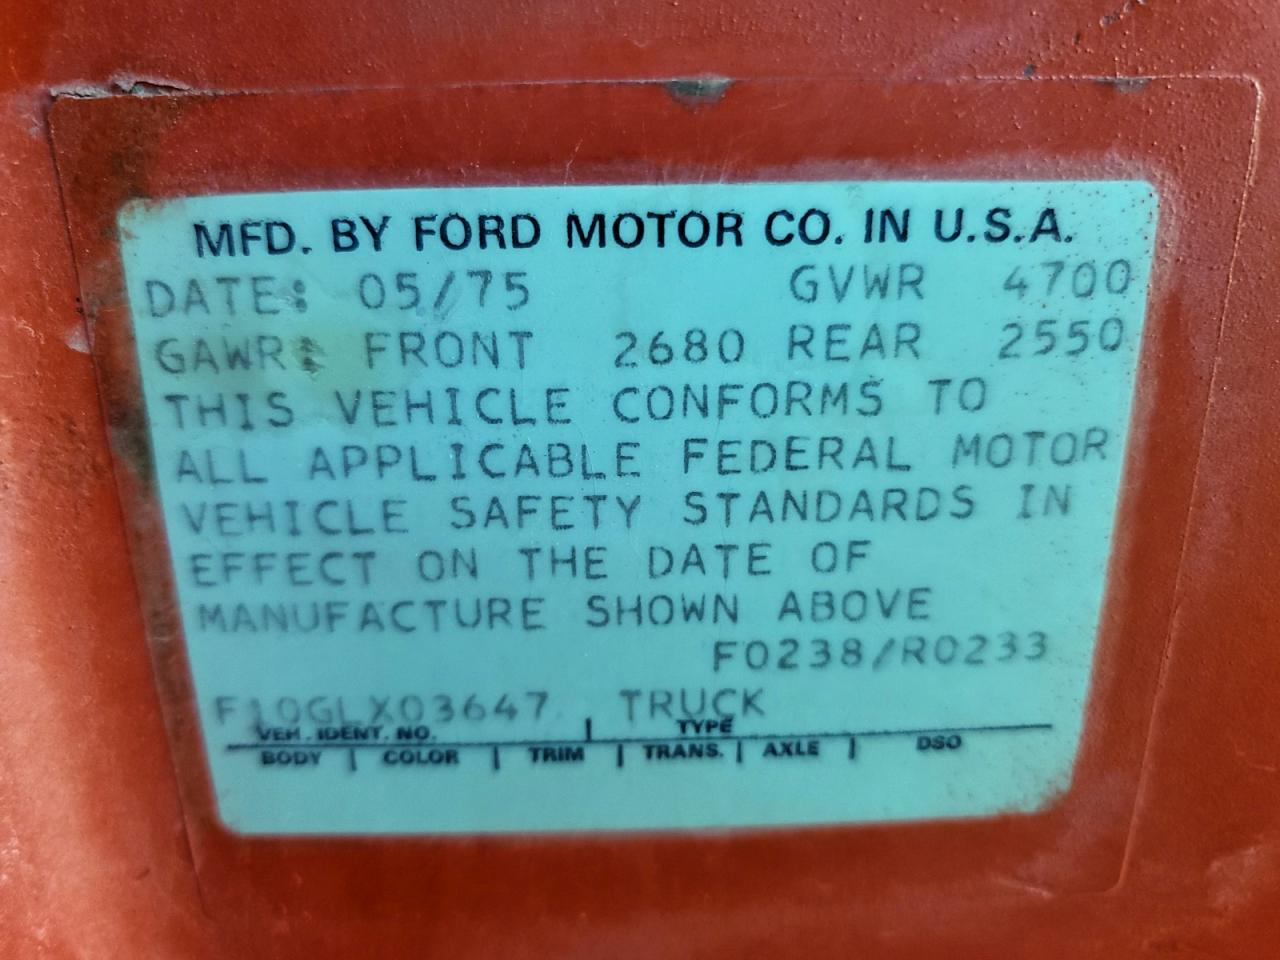 MFD. BY FORD MOTOR CO. IN U.S.A.
DATE: 05/75 GVWR 4700
GAWR: FRONT 2680 REAR 2550
THIS VEHICLE CONFORMS TO
ALL APPLICABLE FEDERAL MOTOR
VEHICLE SAFETY STANDARDS IN
EFFECT ON THE DATE OF
MANUFACTURE SHOWN ABOVE
F0238/R0233
F10GLX03647 TRUCK
VEH. IDENT. NO. | TYPE
BODY | COLOR | TRIM | TRANS. | AXLE | DSO